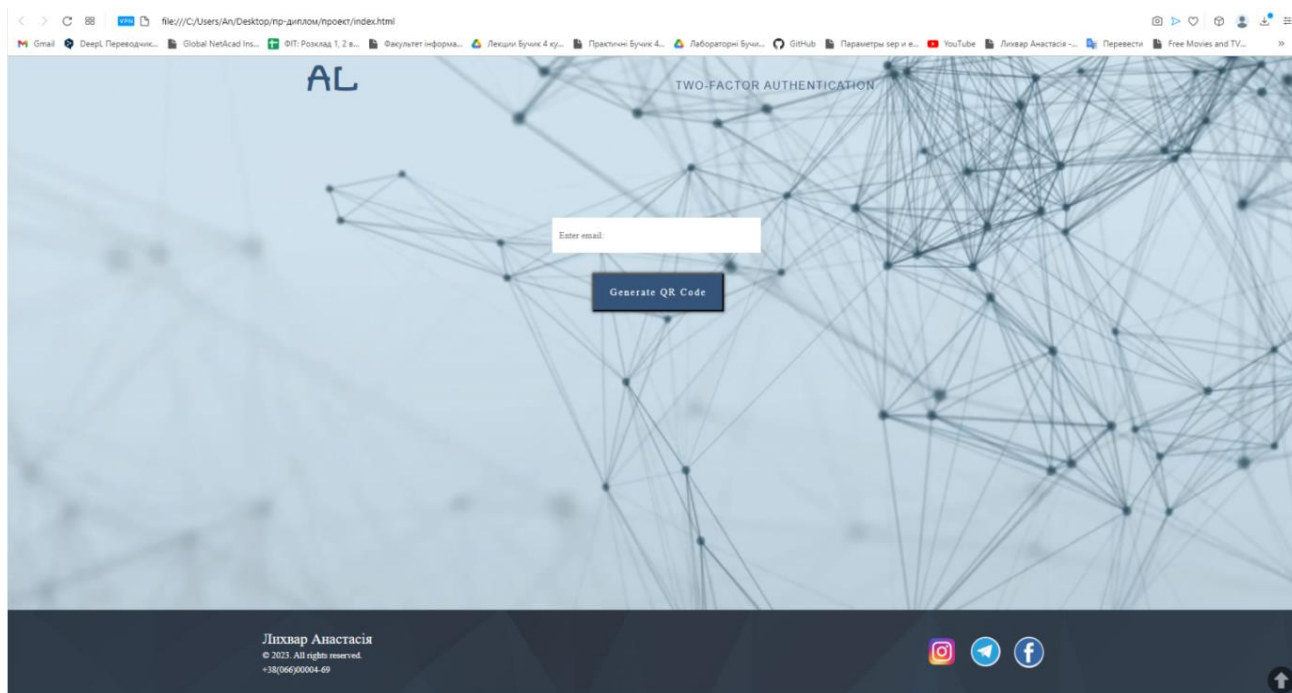 VPN file:///C:/Users/An/Desktop/пр-диплом/проект/index.html
Gmail DeepL Переводчик... Global NetAcad Ins... ФІТ: Розклад 1, 2 в... Факультет інформа... Лекции Бучик 4 ку... Практичні Бучик 4... Лабораторні Бучи... GitHub Параметры sep и е... YouTube Лихвар Анастасія -... Перевести Free Movies and TV...
AL
TWO-FACTOR AUTHENTICATION
Enter email:
Generate QR Code
Лихвар Анастасія
© 2023. All rights reserved.
+38(066)00004-69